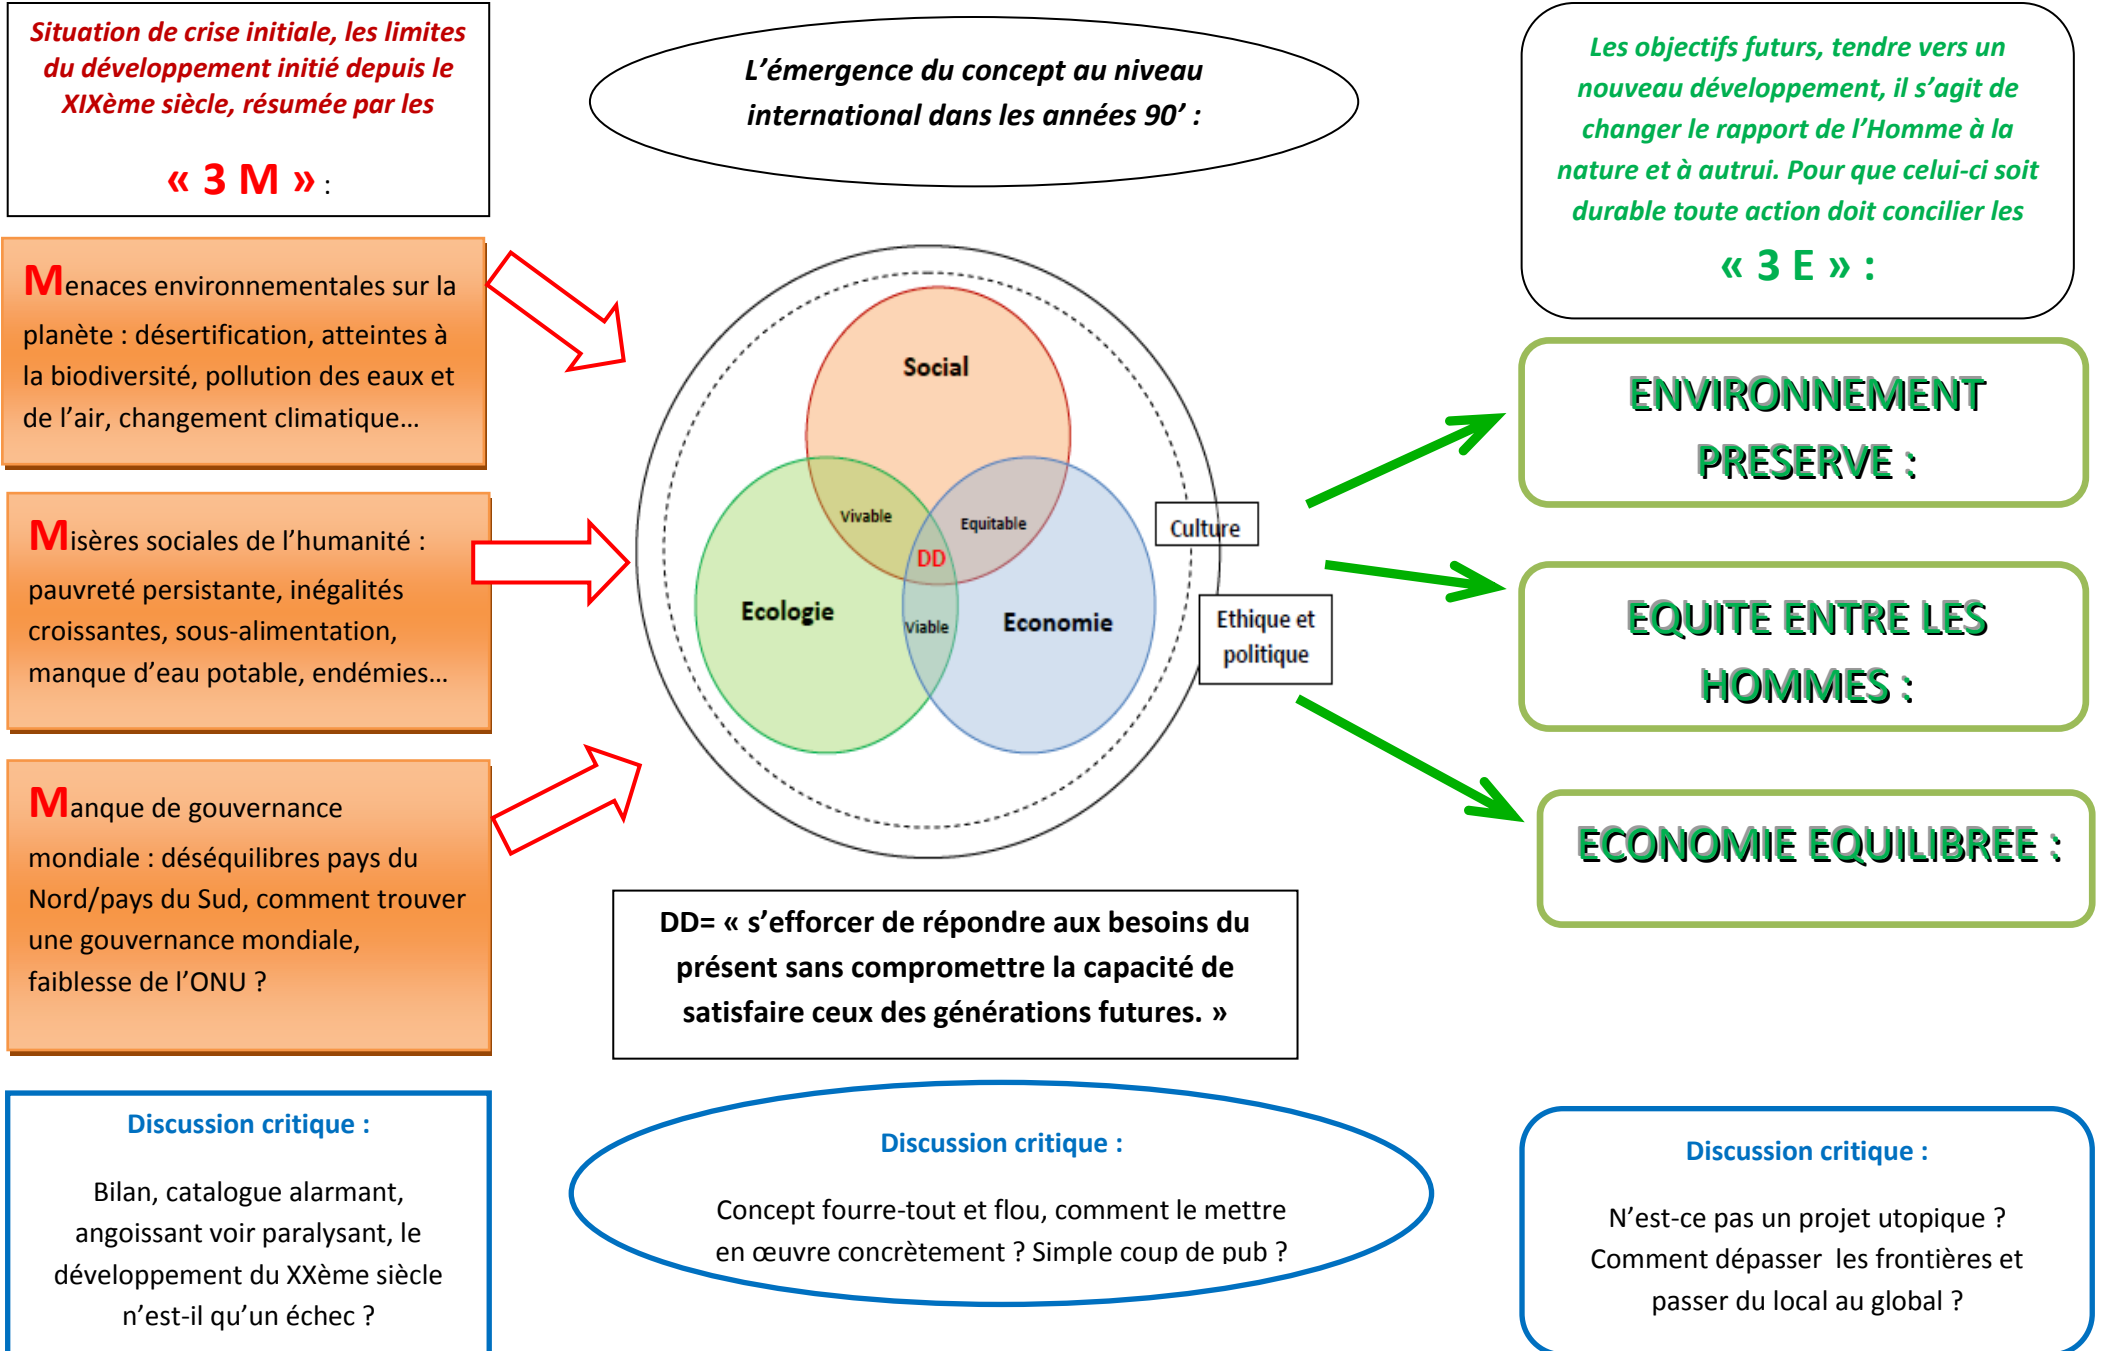 Situation de crise initiale, les limites
du développement initié depuis le
XIXème siècle, résumée par les
« 3 M » :
Menaces environnementales sur la
planète : désertification, atteintes à
la biodiversité, pollution des eaux et
de l’air, changement climatique…
Misères sociales de l’humanité :
pauvreté persistante, inégalités
croissantes, sous-alimentation,
manque d’eau potable, endémies…
Manque de gouvernance
mondiale : déséquilibres pays du
Nord/pays du Sud, comment trouver
une gouvernance mondiale,
faiblesse de l’ONU ?
Discussion critique :
Bilan, catalogue alarmant,
angoissant voir paralysant, le
développement du XXème siècle
n’est-il qu’un échec ?
L’émergence du concept au niveau
international dans les années 90’ :
Social
Vivable
Equitable
DD
Ecologie
Viable
Economie
Culture
Ethique et
politique
DD= « s’efforcer de répondre aux besoins du
présent sans compromettre la capacité de
satisfaire ceux des générations futures. »
Discussion critique :
Concept fourre-tout et flou, comment le mettre
en œuvre concrètement ? Simple coup de pub ?
Les objectifs futurs, tendre vers un
nouveau développement, il s’agit de
changer le rapport de l’Homme à la
nature et à autrui. Pour que celui-ci soit
durable toute action doit concilier les
« 3 E » :
ENVIRONNEMENT
PRESERVE :
EQUITE ENTRE LES
HOMMES :
ECONOMIE EQUILIBREE :
Discussion critique :
N’est-ce pas un projet utopique ?
Comment dépasser les frontières et
passer du local au global ?